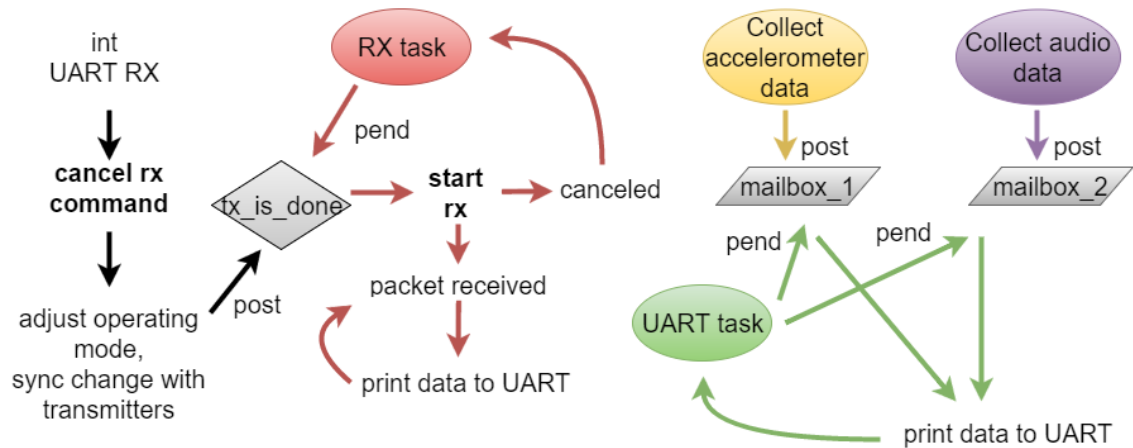 int
UART RX
cancel rx
command
adjust operating
mode,
sync change with
transmitters
post
RX task
pend
tx_is_done
start
rx
canceled
packet received
print data to UART
Collect
accelerometer
data
post
mailbox_1
Collect audio
data
post
mailbox_2
pend
pend
UART task
print data to UART